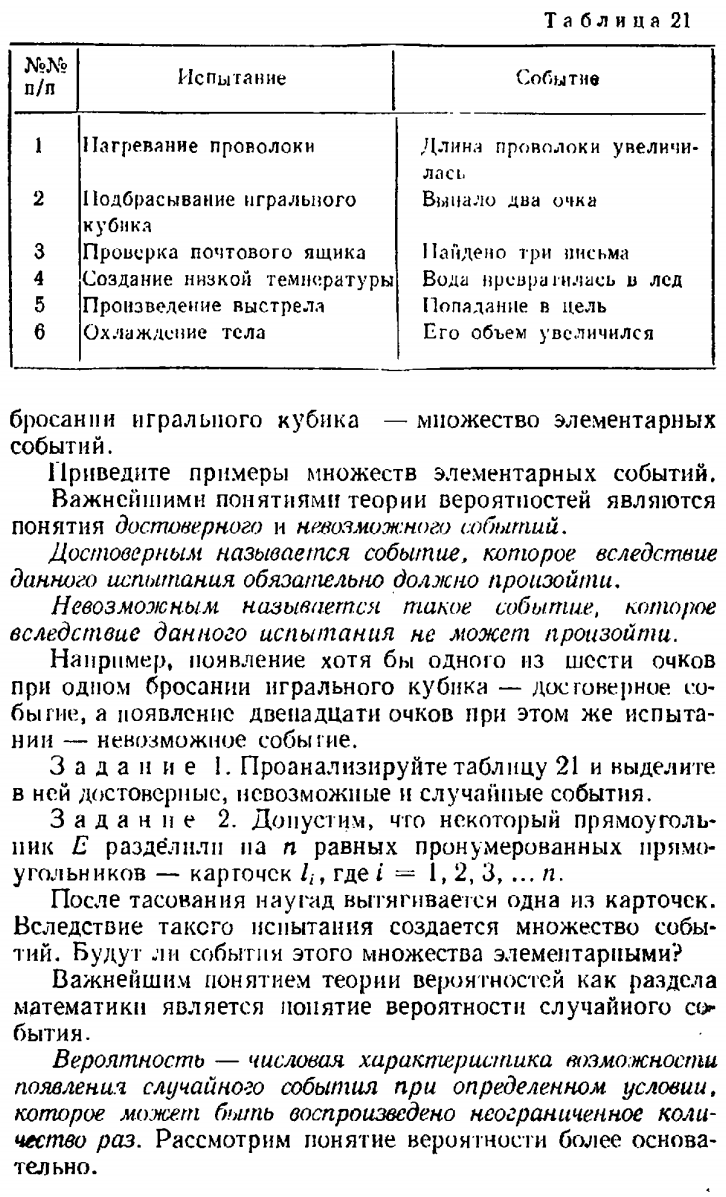 Таблица 21
№№ п/п Испытание Событие
1 Нагревание проволоки Длина проволоки увеличи-
лась
2 Подбрасывание игрального Выпало два очка
кубика
3 Проверка почтового ящика Найдено три письма
4 Создание низкой температуры Вода превратилась в лед
5 Произведение выстрела Попадание в цель
6 Охлаждение тела Его объем увеличился
бросании игрального кубика — множество элементарных
событий.
Приведите примеры множеств элементарных событий.
Важнейшими понятиями теории вероятностей являются
понятия достоверного и невозможного событий.
Достоверным называется событие, которое вследствие
данного испытания обязательно должно произойти.
Невозможным называется такое событие, которое
вследствие данного испытания не может произойти.
Например, появление хотя бы одного из шести очков
при одном бросании игрального кубика — достоверное со-
бытие, а появление двенадцати очков при этом же испыта-
нии — невозможное событие.
Задание 1. Проанализируйте таблицу 21 и выделите
в ней достоверные, невозможные и случайные события.
Задание 2. Допустим, что некоторый прямоуголь-
ник E разделили на n равных пронумерованных прямо-
угольников — карточек lᵢ, где i = 1, 2, 3, ... n.
После тасования наугад вытягивается одна из карточек.
Вследствие такого испытания создается множество собы-
тий. Будут ли события этого множества элементарными?
Важнейшим понятием теории вероятностей как раздела
математики является понятие вероятности случайного со-
бытия.
Вероятность — числовая характеристика возможности
появления случайного события при определенном условии,
которое может быть воспроизведено неограниченное коли-
чество раз. Рассмотрим понятие вероятности более основа-
тельно.